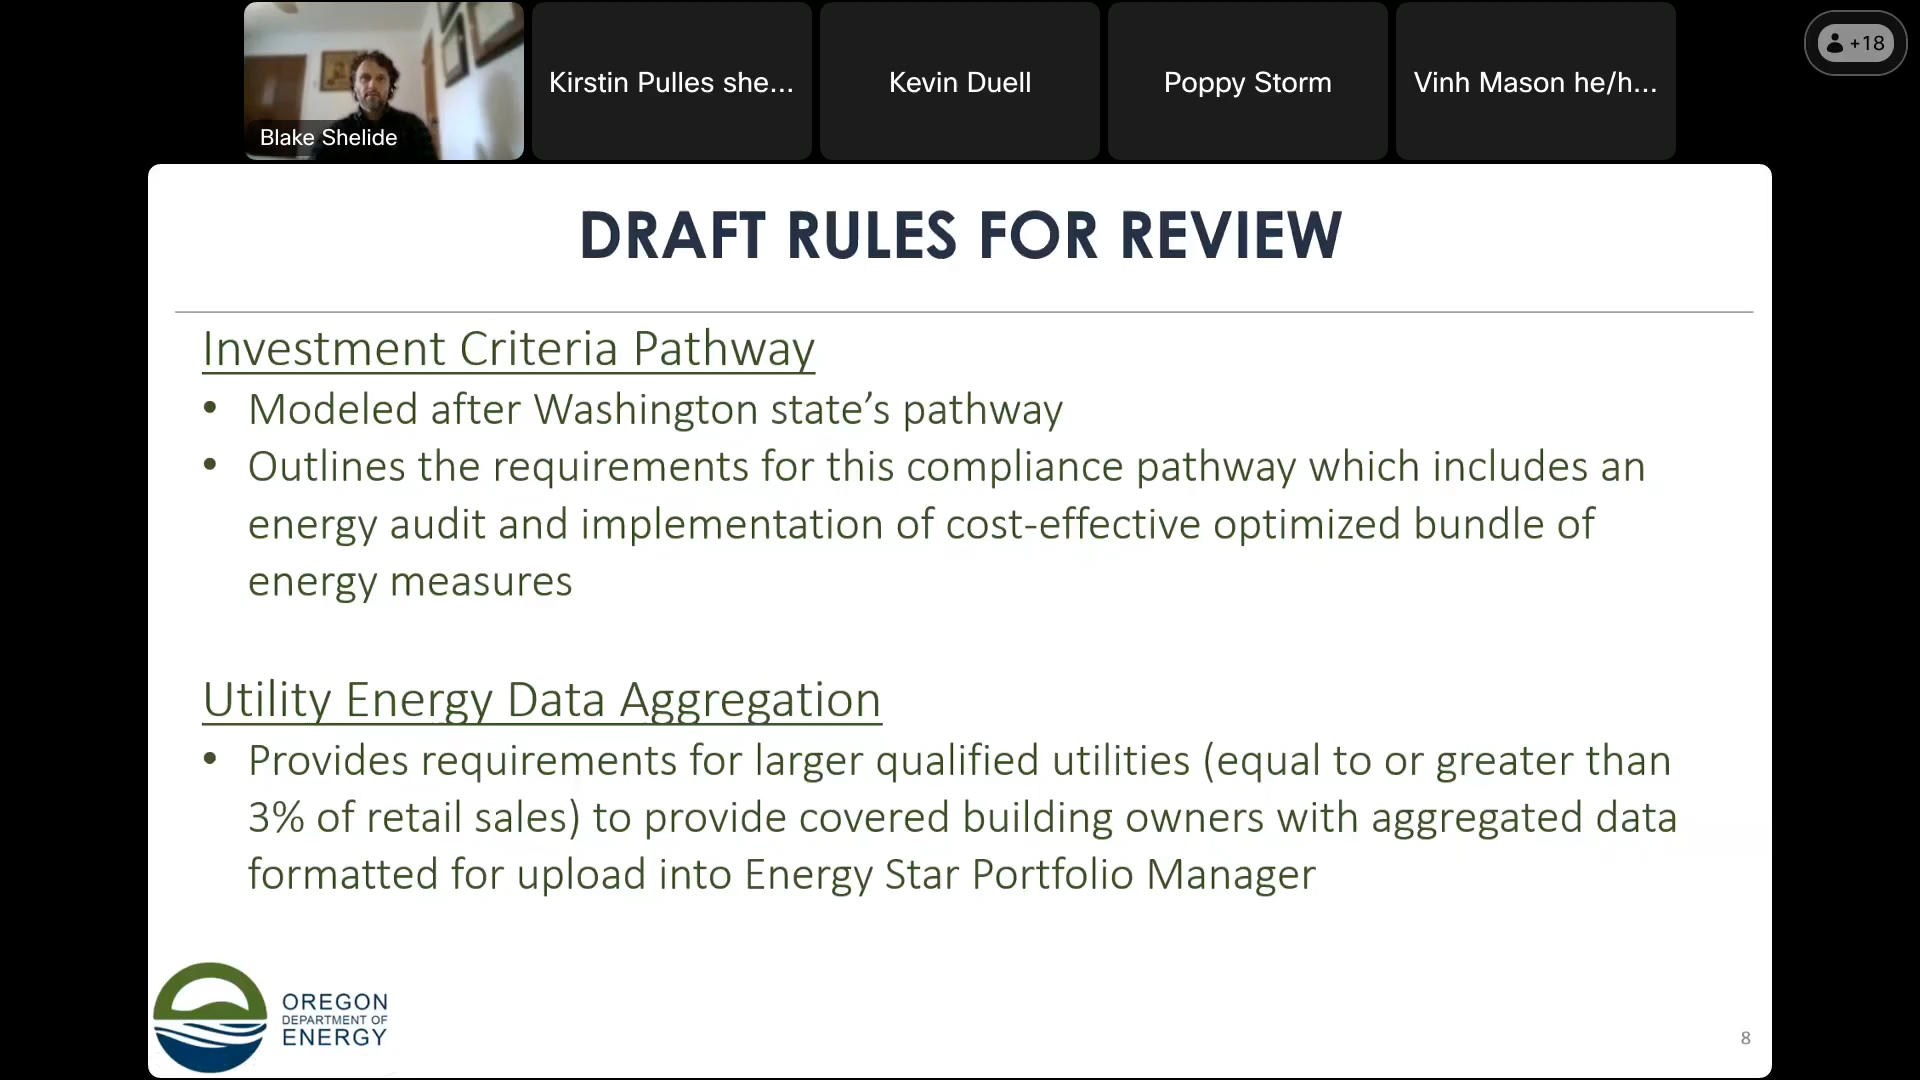 Blake Shelide
Kirstin Pulles she...
Kevin Duell
Poppy Storm
Vinh Mason he/h...
+18
DRAFT RULES FOR REVIEW
Investment Criteria Pathway
• Modeled after Washington state’s pathway
• Outlines the requirements for this compliance pathway which includes an
energy audit and implementation of cost-effective optimized bundle of
energy measures
Utility Energy Data Aggregation
• Provides requirements for larger qualified utilities (equal to or greater than
3% of retail sales) to provide covered building owners with aggregated data
formatted for upload into Energy Star Portfolio Manager
OREGON
DEPARTMENT OF
ENERGY
8